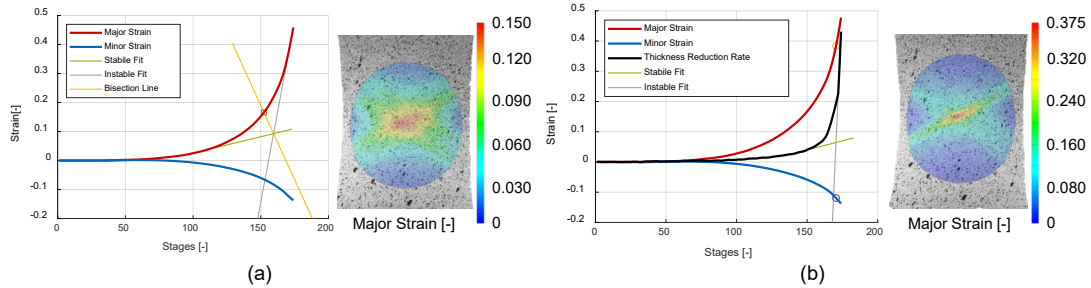 0.5
0.4
0.3
0.2
0.1
0
-0.1
-0.2
Strain[-]
0 50 100 150 200
Stages [-]
Major Strain
Minor Strain
Stabile Fit
Instable Fit
Bisection Line
0.150
0.120
0.090
0.060
0.030
0
Major Strain [-]
(a)
0.5
0.4
0.3
0.2
0.1
0
-0.1
-0.2
Strain [-]
0 50 100 150 200
Stages [-]
Major Strain
Minor Strain
Thickness Reduction Rate
Stabile Fit
Instable Fit
0.375
0.320
0.240
0.160
0.080
0
Major Strain [-]
(b)